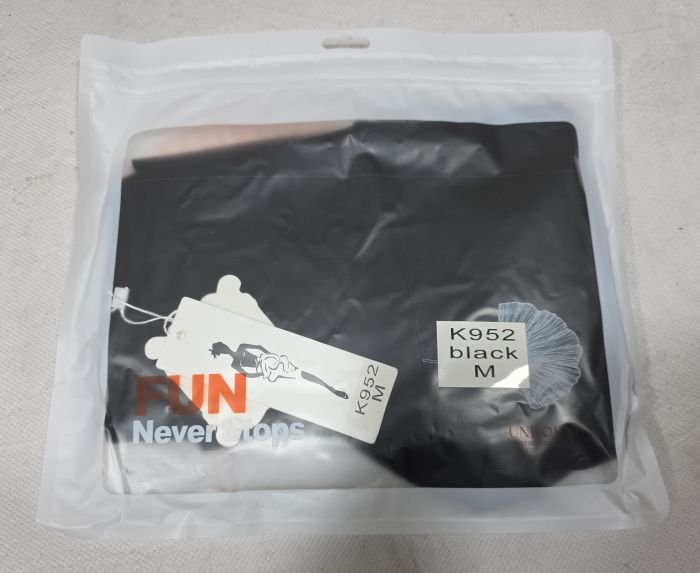 K952
black
M
K952
M
FUN
Never Stops